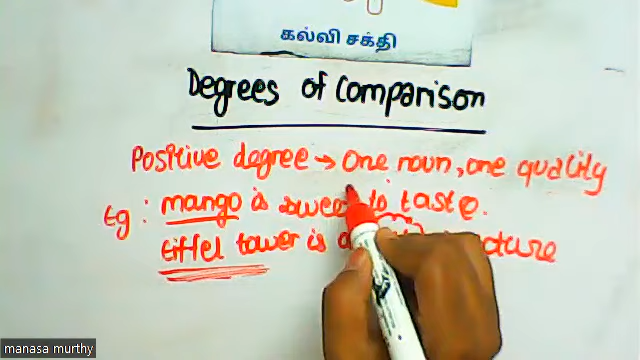 கல்வி சக்தி
Degrees of Comparison
Positive degree → One noun, one quality
Eg : mango is sweet to taste.
Eiffel tower is a
manasa murthy